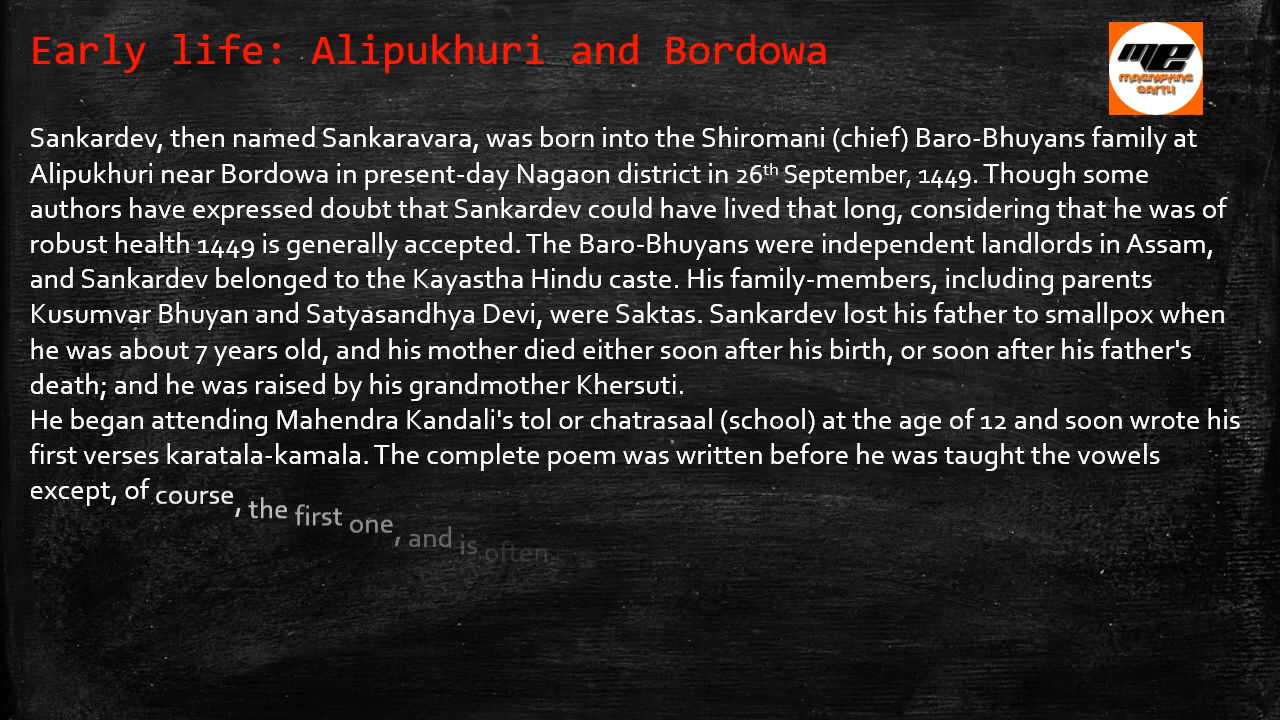 Early life: Alipukhuri and Bordowa
me
MAGNIFYING
EARTH
Sankardev, then named Sankaravara, was born into the Shiromani (chief) Baro-Bhuyans family at
Alipukhuri near Bordowa in present-day Nagaon district in 26th September, 1449. Though some
authors have expressed doubt that Sankardev could have lived that long, considering that he was of
robust health 1449 is generally accepted. The Baro-Bhuyans were independent landlords in Assam,
and Sankardev belonged to the Kayastha Hindu caste. His family-members, including parents
Kusumvar Bhuyan and Satyasandhya Devi, were Saktas. Sankardev lost his father to smallpox when
he was about 7 years old, and his mother died either soon after his birth, or soon after his father's
death; and he was raised by his grandmother Khersuti.
He began attending Mahendra Kandali's tol or chatrasaal (school) at the age of 12 and soon wrote his
first verses karatala-kamala. The complete poem was written before he was taught the vowels
except, of course, the first one, and is often